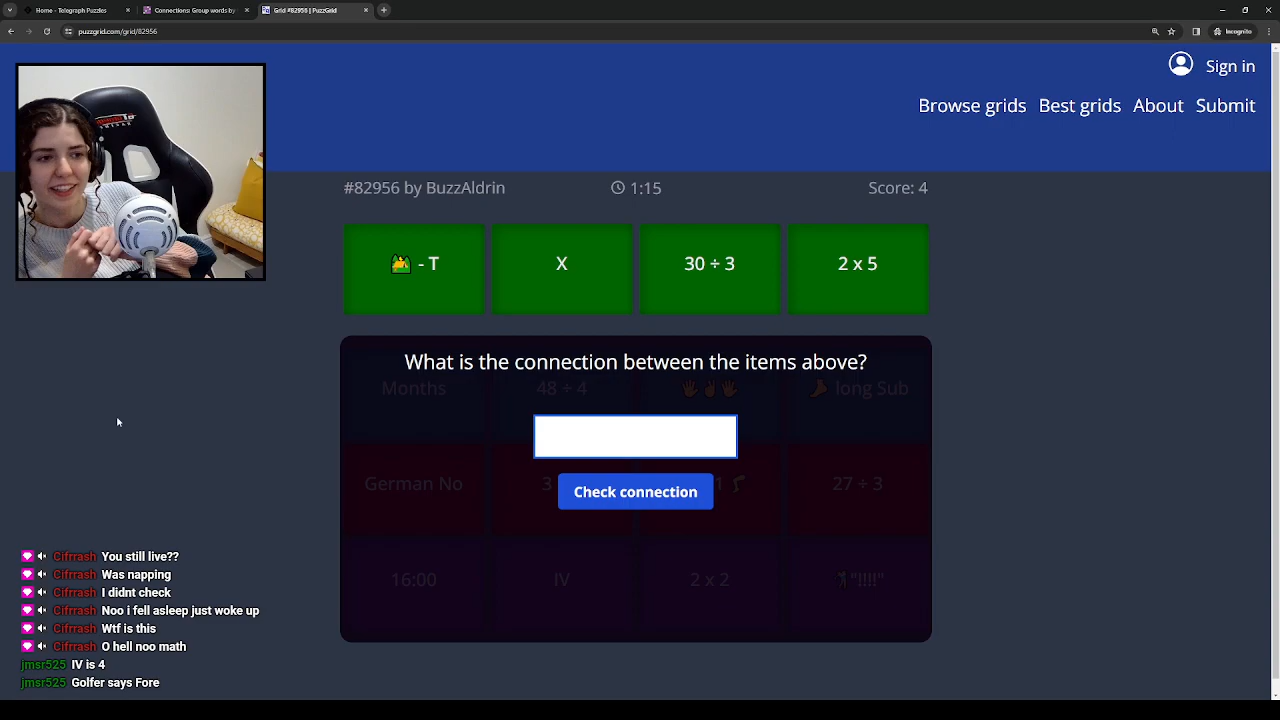 Home - Telegraph Puzzles
Connections: Group words by
Grid #82956 | PuzzGrid
puzzgrid.com/grid/82956
Incognito
Sign in
Browse grids Best grids About Submit
#82956 by BuzzAldrin 1:15 Score: 4
- T X 30 ÷ 3 2 x 5
What is the connection between the items above?
Months 48 ÷ 4 long Sub
Check connection
German No 3 1 27 ÷ 3
16:00 IV 2 x 2 "!!!!"
Cifrrash You still live??
Cifrrash Was napping
Cifrrash I didnt check
Cifrrash Noo i fell asleep just woke up
Cifrrash Wtf is this
Cifrrash O hell noo math
jmsr525 IV is 4
jmsr525 Golfer says Fore